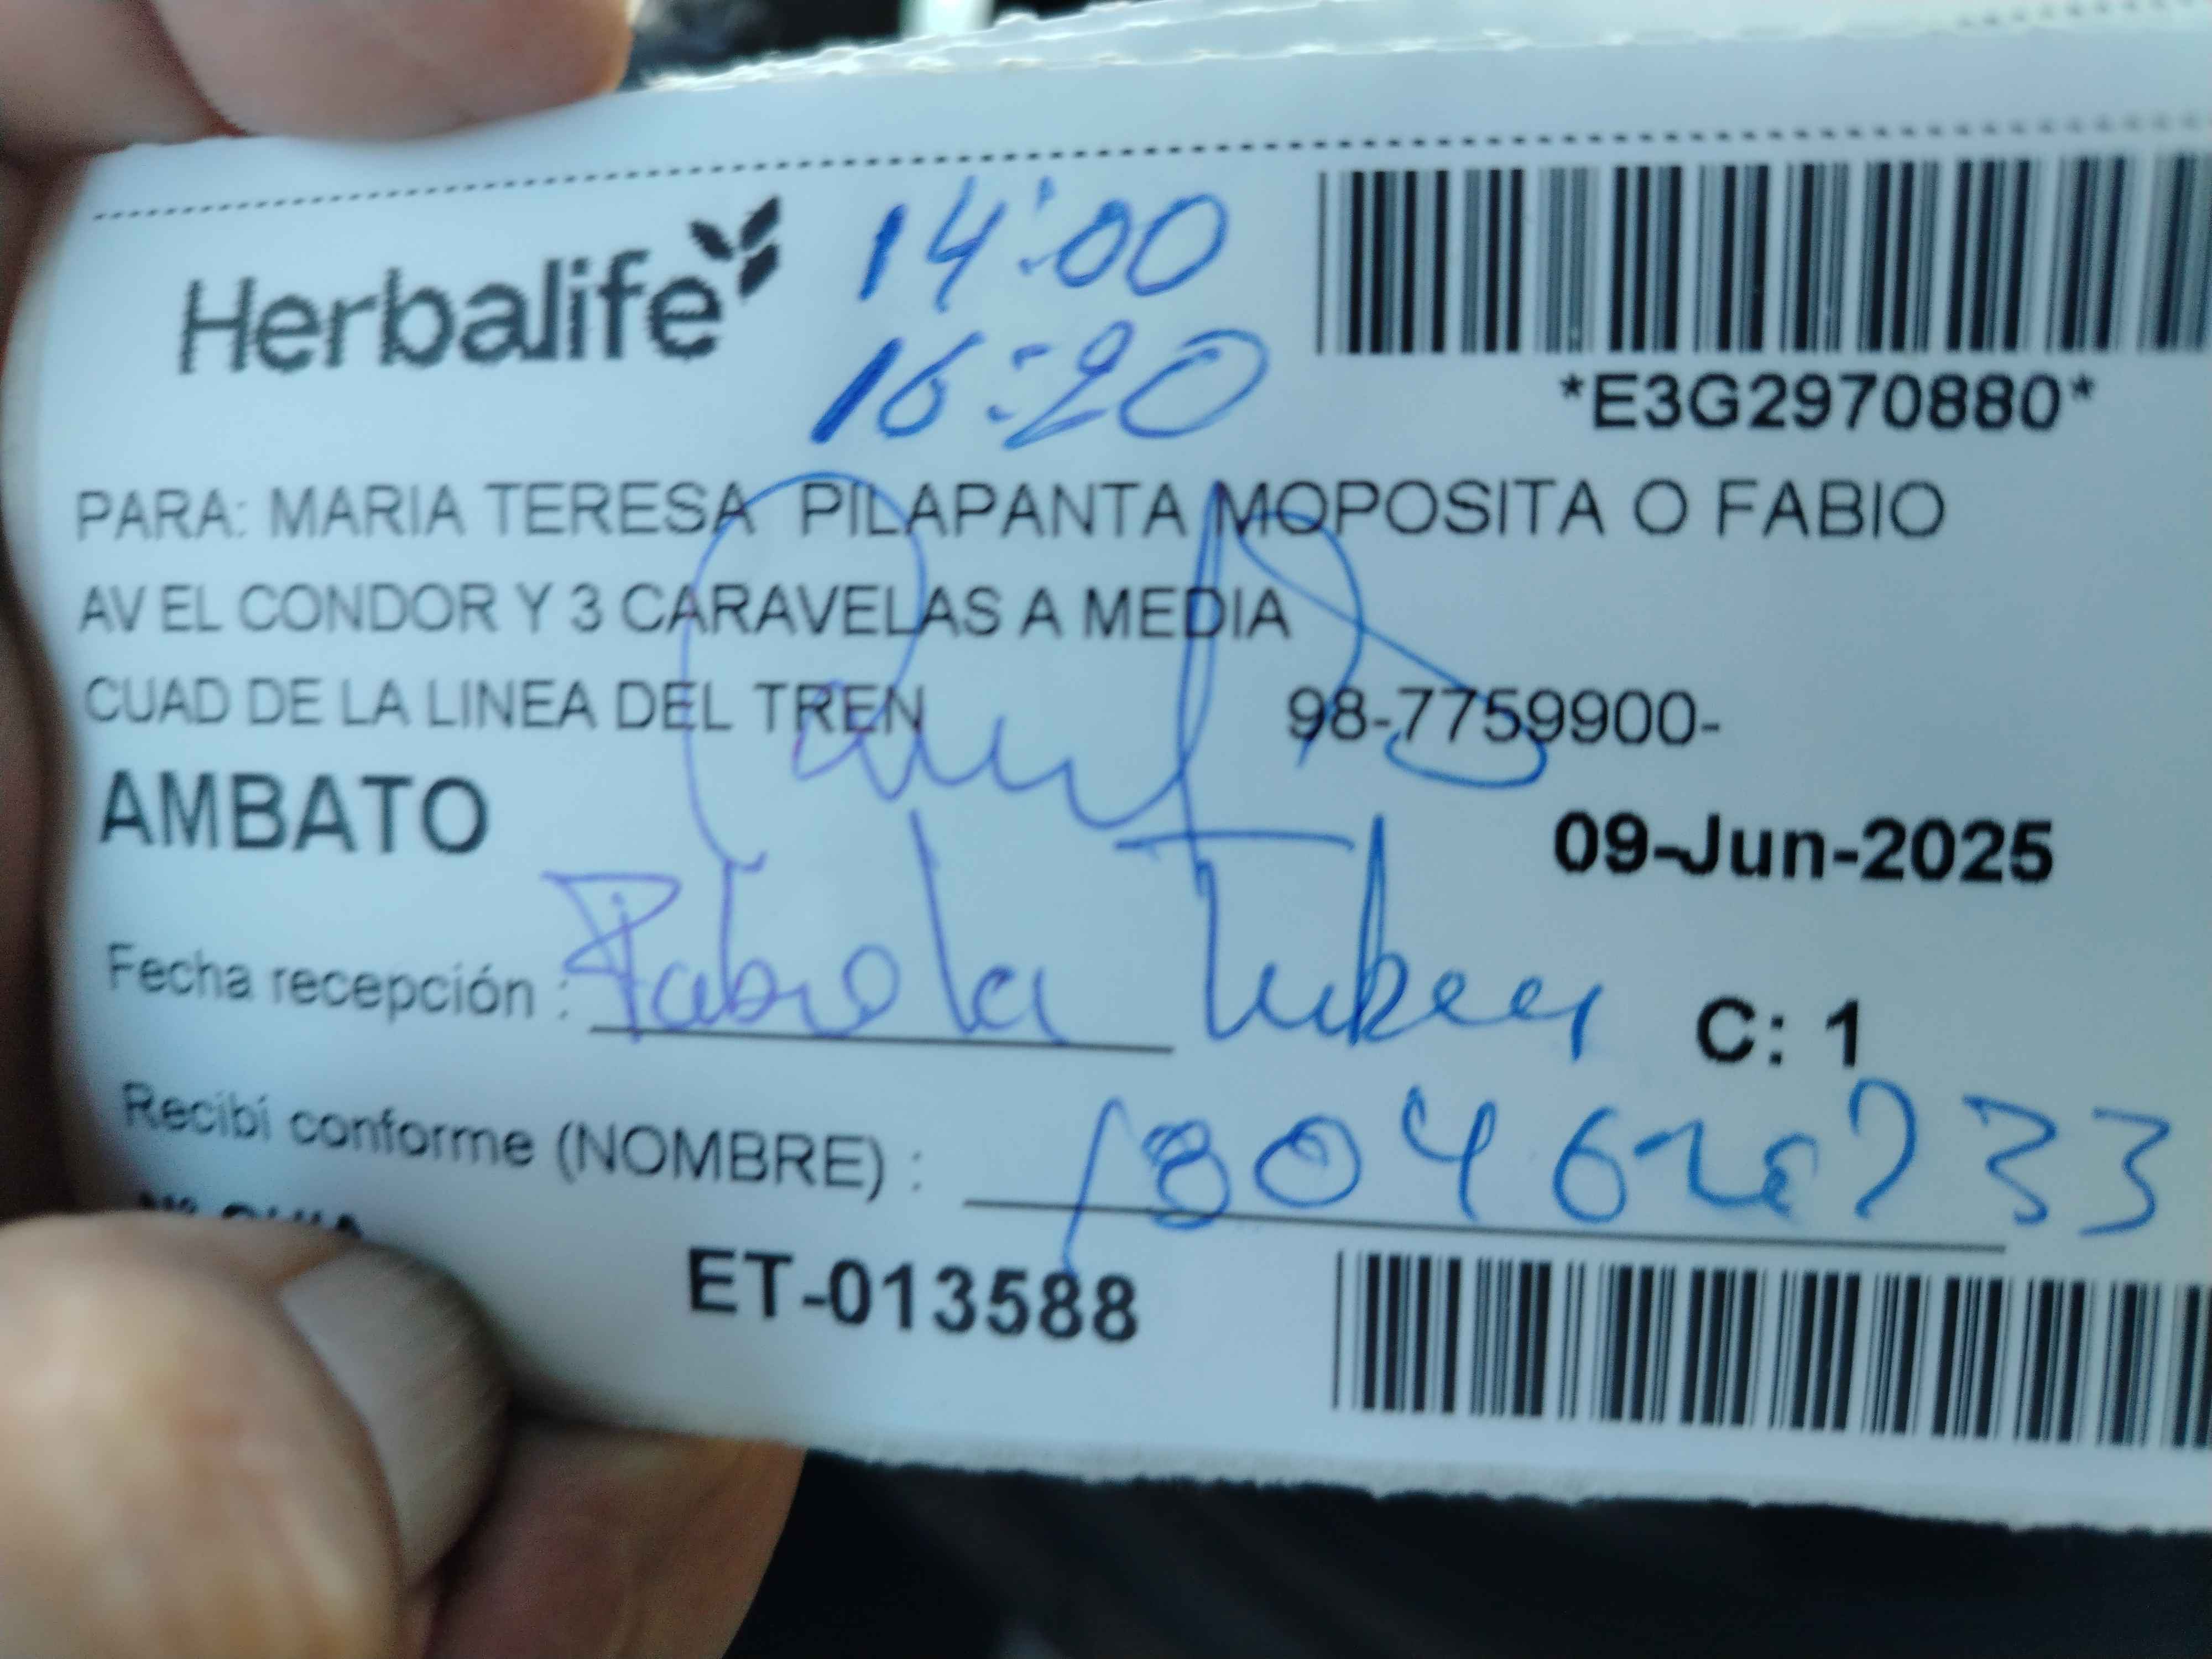 Herbalife
14:00
16:20
*E3G2970880*
PARA: MARIA TERESA PILAPANTA MOPOSITA O FABIO
AV EL CONDOR Y 3 CARAVELAS A MEDIA
CUAD DE LA LINEA DEL TREN 98-7759900-
AMBATO
09-Jun-2025
Fecha recepción : Fabiola
C: 1
Recibí conforme (NOMBRE) :
ET-013588